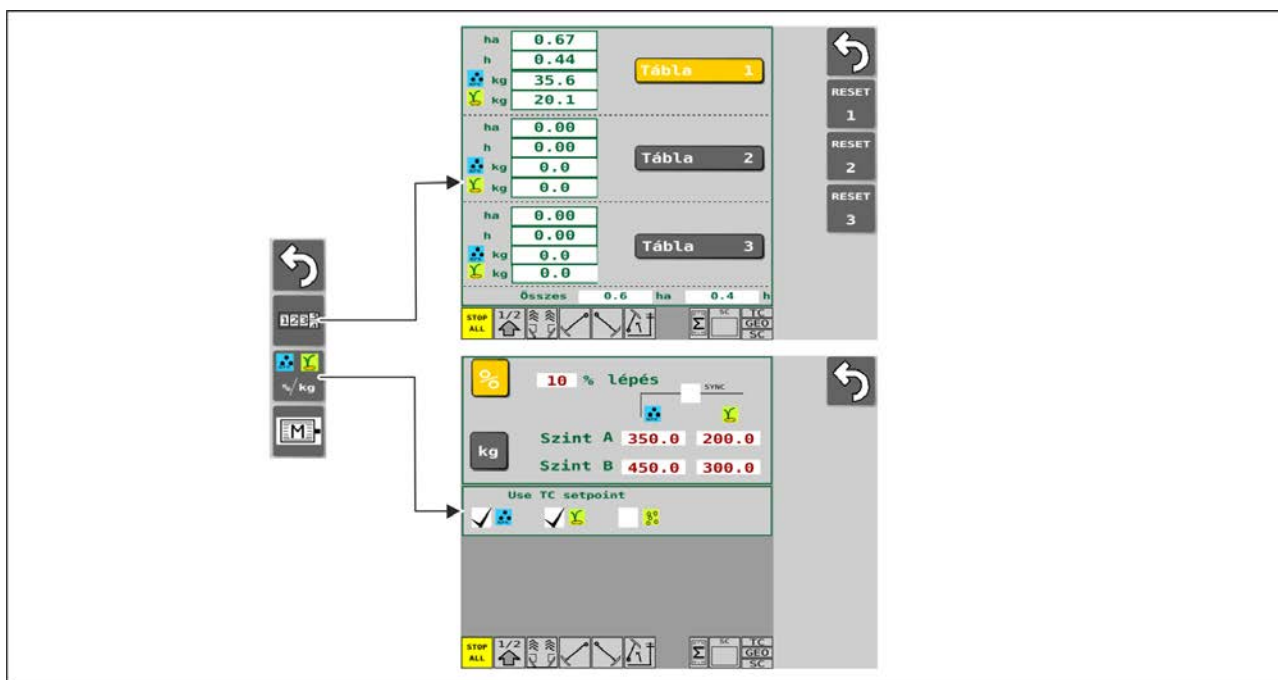 ha 0.67
h 0.44
kg 35.6
kg 20.1
Tábla 1
ha 0.00
h 0.00
kg 0.0
kg 0.0
Tábla 2
ha 0.00
h 0.00
kg 0.0
kg 0.0
Tábla 3
Összes 0.6 ha 0.4 h
STOP ALL 1/2 Σ SC TC
GEO
SC
RESET
1
RESET
2
RESET
3
123
%/kg
M
% 10 % lépés
SYNC
kg
Szint A 350.0 200.0
Szint B 450.0 300.0
Use TC setpoint
STOP ALL 1/2 Σ SC TC
GEO
SC